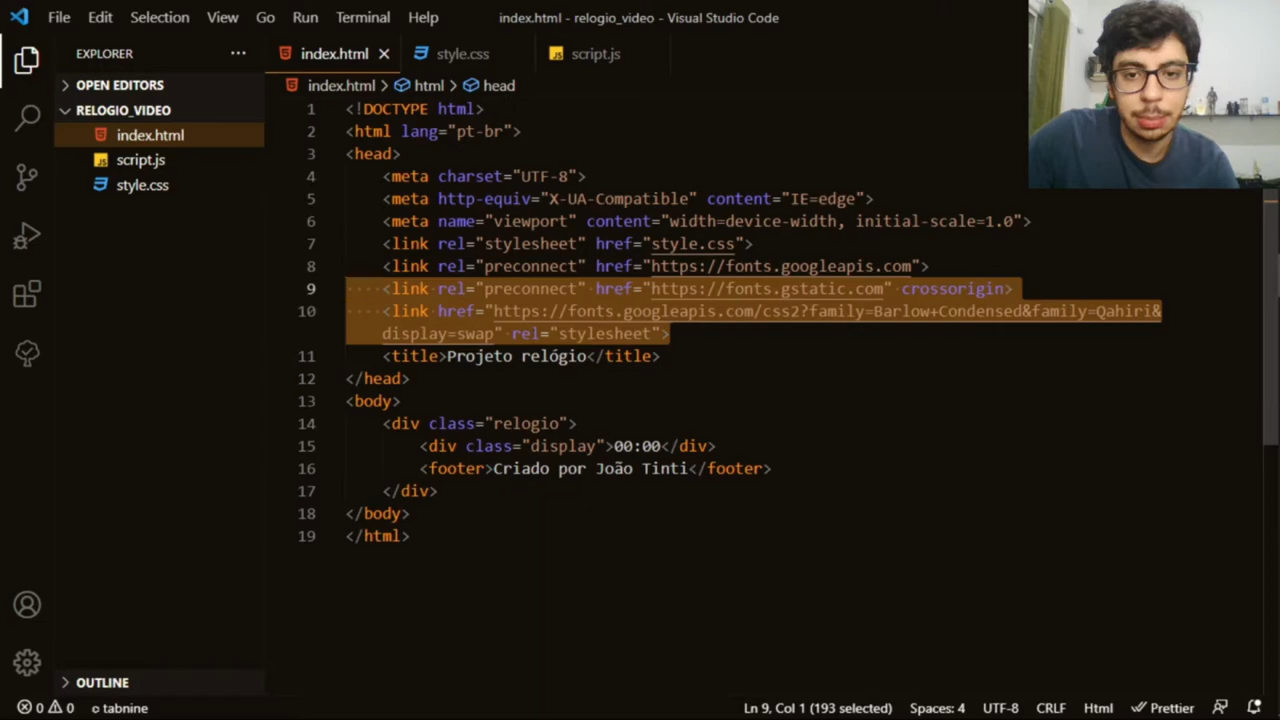 File Edit Selection View Go Run Terminal Help
index.html - relogio_video - Visual Studio Code
EXPLORER
OPEN EDITORS
RELOGIO_VIDEO
index.html
script.js
style.css
OUTLINE
index.html style.css script.js
index.html > html > head
1 <!DOCTYPE html>
2 <html lang="pt-br">
3 <head>
4 <meta charset="UTF-8">
5 <meta http-equiv="X-UA-Compatible" content="IE=edge">
6 <meta name="viewport" content="width=device-width, initial-scale=1.0">
7 <link rel="stylesheet" href="style.css">
8 <link rel="preconnect" href="https://fonts.googleapis.com">
9 <link rel="preconnect" href="https://fonts.gstatic.com" crossorigin>
10 <link href="https://fonts.googleapis.com/css2?family=Barlow+Condensed&family=Qahiri&
display=swap" rel="stylesheet">
11 <title>Projeto relógio</title>
12 </head>
13 <body>
14 <div class="relogio">
15 <div class="display">00:00</div>
16 <footer>Criado por João Tinti</footer>
17 </div>
18 </body>
19 </html>
0 0 tabnine
Ln 9, Col 1 (193 selected) Spaces: 4 UTF-8 CRLF Html Prettier